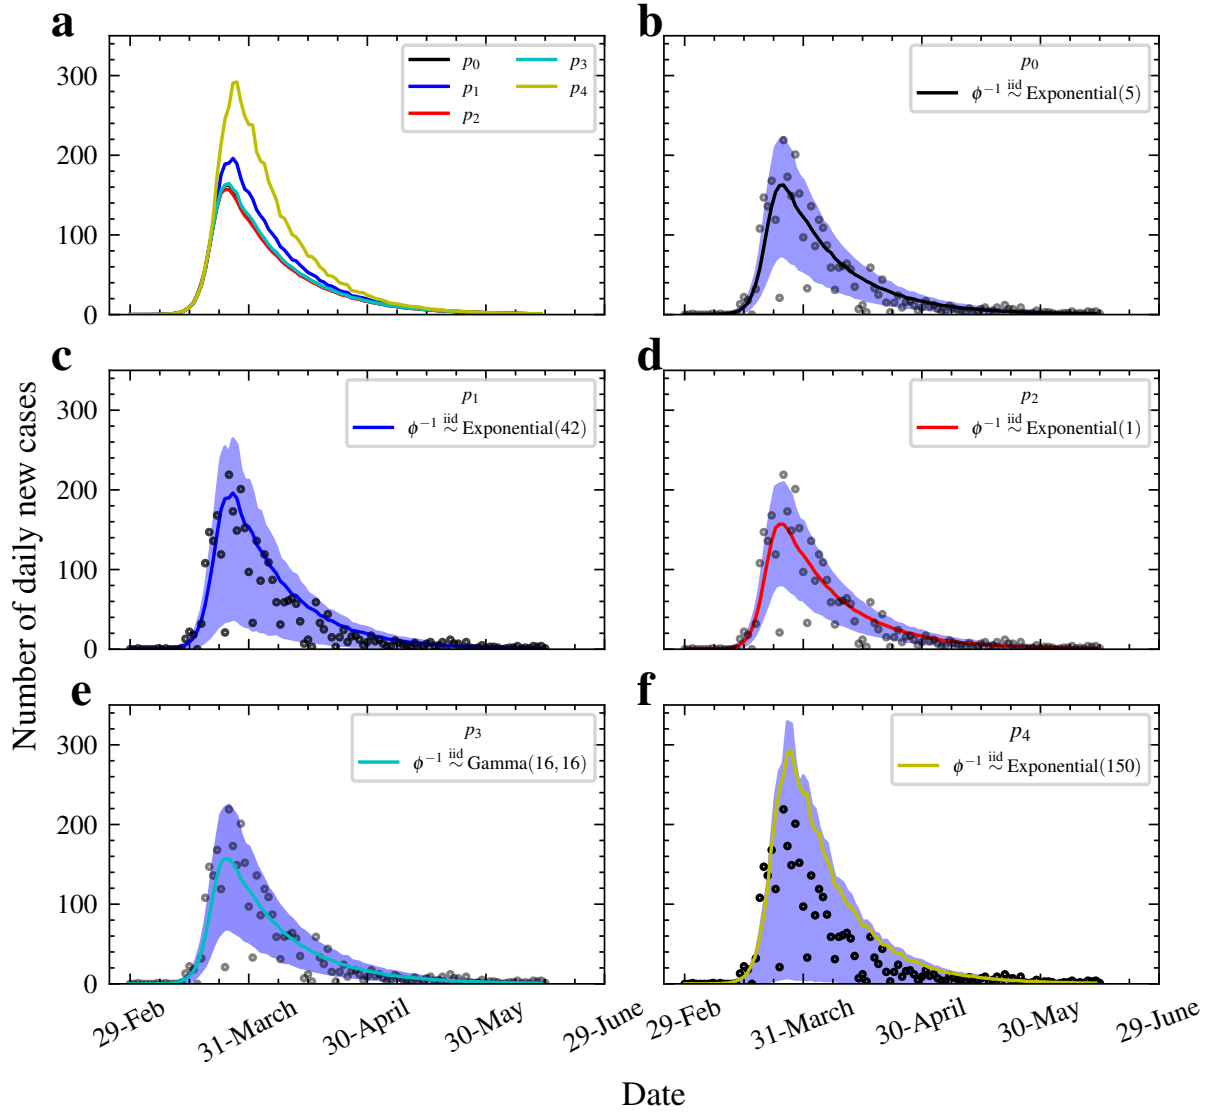 a
300
200
100
0
p0
p1
p2
p3
p4
b
p0
ϕ−1 iid∼ Exponential(5)
c
300
200
100
0
p1
ϕ−1 iid∼ Exponential(42)
d
p2
ϕ−1 iid∼ Exponential(1)
e
300
200
100
0
p3
ϕ−1 iid∼ Gamma(16,16)
f
p4
ϕ−1 iid∼ Exponential(150)
Number of daily new cases
29-Feb
31-March
30-April
30-May
29-June
29-Feb
31-March
30-April
30-May
29-June
Date